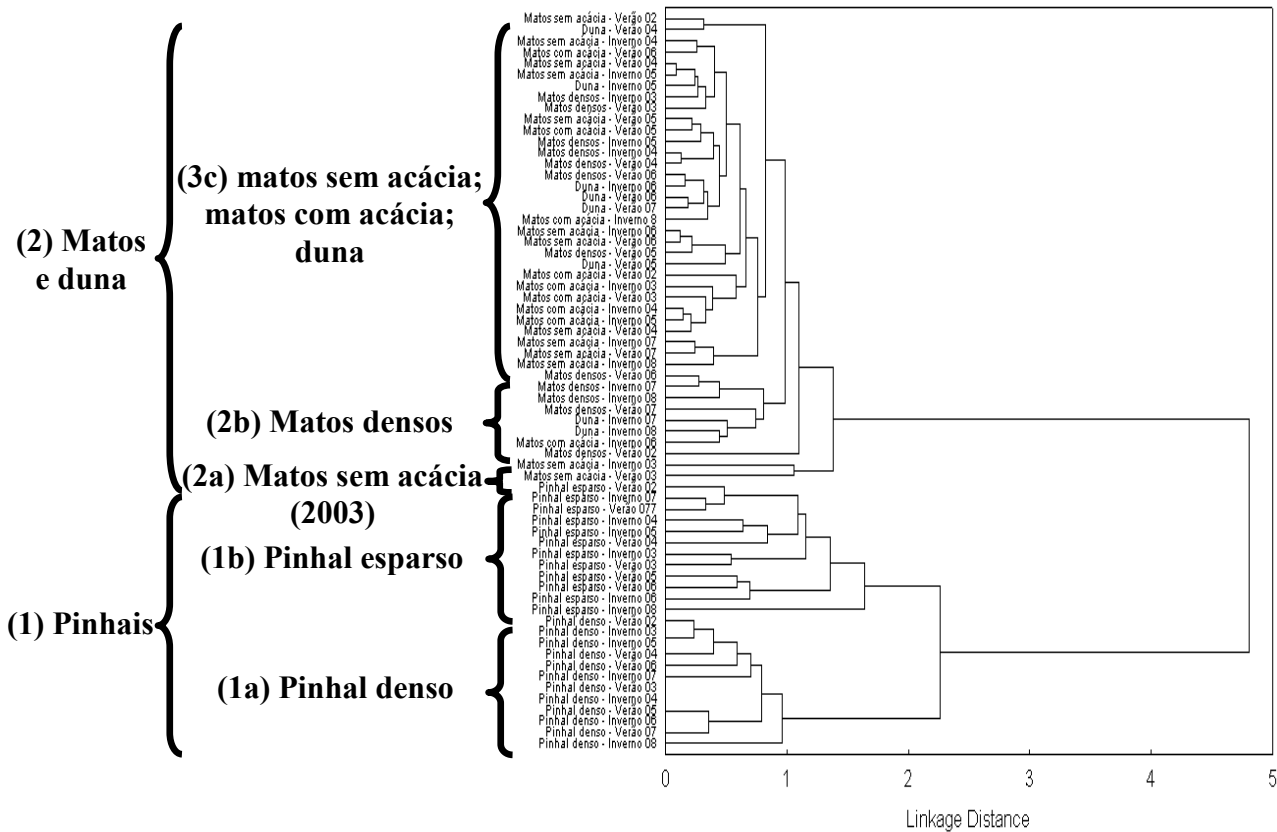 (2) Matos
e duna
(1) Pinhais
(3c) matos sem acácia;
matos com acácia;
duna
(2b) Matos densos
(2a) Matos sem acácia
(2003)
(1b) Pinhal esparso
(1a) Pinhal denso
Matos sem acácia - Verão 02
Duna - Verão 04
Matos sem acácia - Inverno 04
Matos com acácia - Verão 06
Matos sem acácia - Verão 04
Matos sem acácia - Inverno 05
Duna - Inverno 05
Matos densos - Inverno 03
Matos densos - Verão 03
Matos sem acácia - Verão 05
Matos com acácia - Verão 05
Matos densos - Inverno 05
Matos densos - Inverno 04
Matos densos - Verão 04
Matos densos - Verão 06
Duna - Inverno 06
Duna - Verão 06
Duna - Verão 07
Matos com acácia - Inverno 8
Matos sem acácia - Inverno 06
Matos sem acácia - Verão 06
Matos densos - Verão 05
Duna - Verão 05
Matos com acácia - Verão 02
Matos com acácia - Inverno 03
Matos com acácia - Verão 03
Matos com acácia - Inverno 04
Matos com acácia - Inverno 05
Matos sem acácia - Verão 04
Matos sem acácia - Inverno 07
Matos sem acácia - Verão 07
Matos sem acácia - Inverno 08
Matos densos - Verão 06
Matos densos - Inverno 07
Matos densos - Inverno 08
Matos densos - Verão 07
Duna - Inverno 07
Duna - Inverno 08
Matos com acácia - Inverno 06
Matos densos - Verão 02
Matos sem acácia - Inverno 03
Matos sem acácia - Verão 03
Pinhal esparso - Verão 02
Pinhal esparso - Inverno 07
Pinhal esparso - Verão 077
Pinhal esparso - Inverno 04
Pinhal esparso - Inverno 05
Pinhal esparso - Verão 04
Pinhal esparso - Inverno 03
Pinhal esparso - Verão 03
Pinhal esparso - Verão 05
Pinhal esparso - Verão 06
Pinhal esparso - Inverno 06
Pinhal esparso - Inverno 08
Pinhal denso - Verão 02
Pinhal denso - Inverno 03
Pinhal denso - Inverno 05
Pinhal denso - Verão 04
Pinhal denso - Verão 06
Pinhal denso - Inverno 07
Pinhal denso - Verão 03
Pinhal denso - Inverno 04
Pinhal denso - Verão 05
Pinhal denso - Inverno 06
Pinhal denso - Verão 07
Pinhal denso - Inverno 08
0 1 2 3 4 5
Linkage Distance